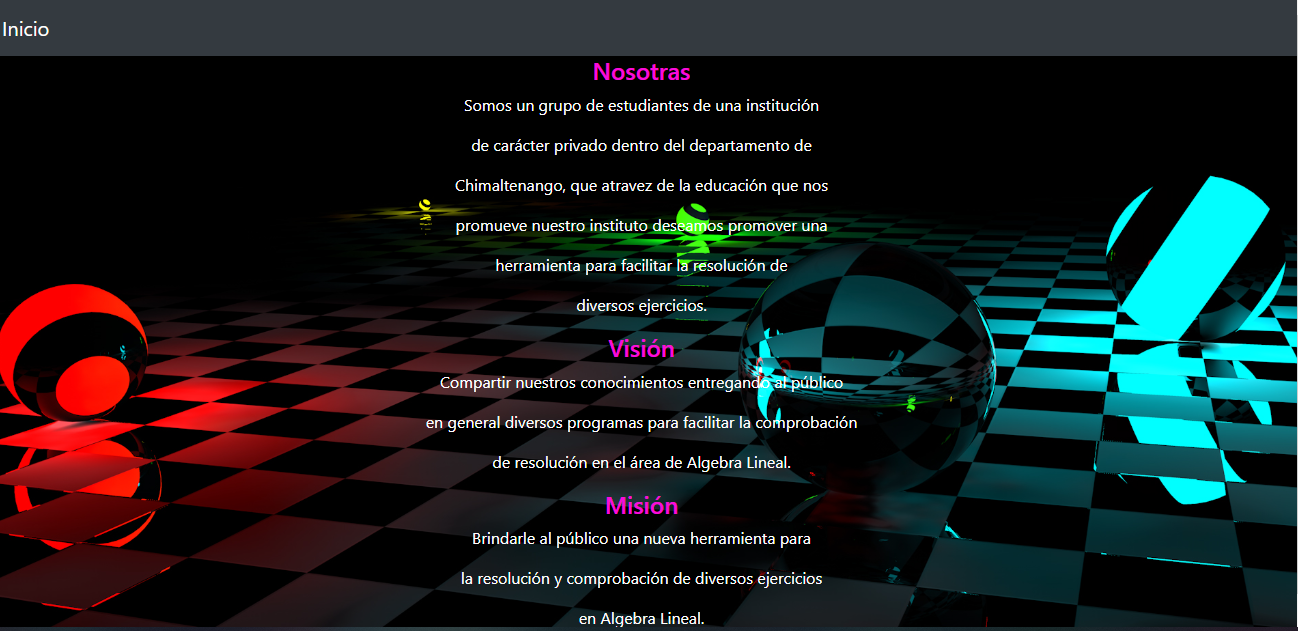 Inicio
Nosotras
Somos un grupo de estudiantes de una institución
de carácter privado dentro del departamento de
Chimaltenango, que atravez de la educación que nos
promueve nuestro instituto deseamos promover una
herramienta para facilitar la resolución de
diversos ejercicios.
Visión
Compartir nuestros conocimientos entregando al público
en general diversos programas para facilitar la comprobación
de resolución en el área de Algebra Lineal.
Misión
Brindarle al público una nueva herramienta para
la resolución y comprobación de diversos ejercicios
en Algebra Lineal.